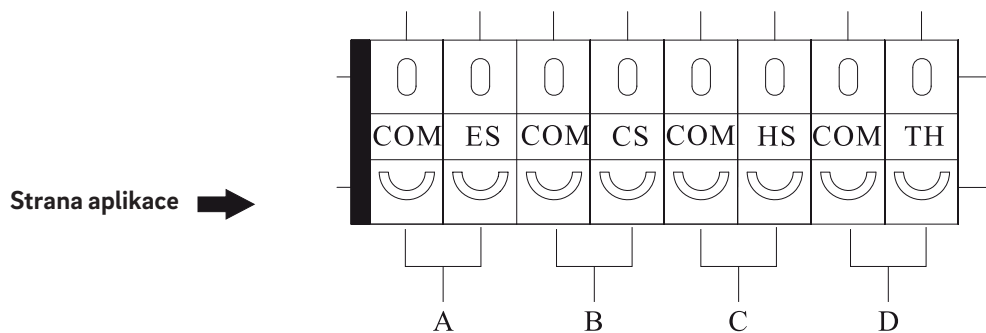 COM ES COM CS COM HS COM TH
Strana aplikace
A B C D